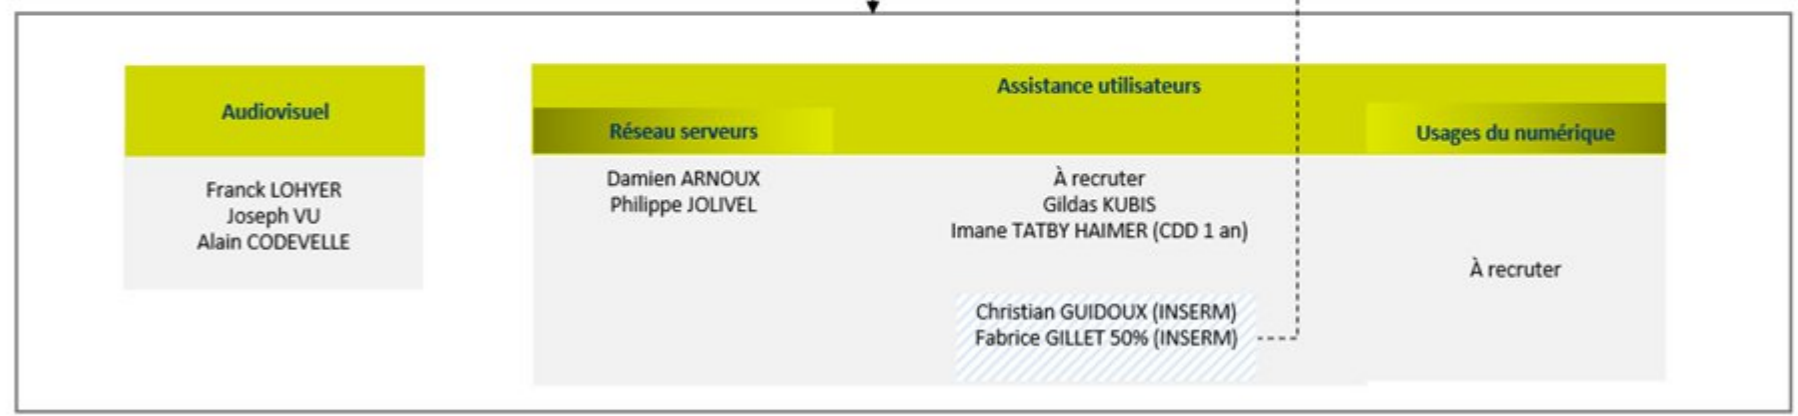 Audiovisuel
Franck LOHYER
Joseph VU
Alain CODEVELLE
Assistance utilisateurs
Réseau serveurs
Damien ARNOUX
Philippe JOLIVEL
À recruter
Gildas KUBIS
Imane TATBY HAIMER (CDD 1 an)
Christian GUIDOUX (INSERM)
Fabrice GILLET 50% (INSERM)
Usages du numérique
À recruter